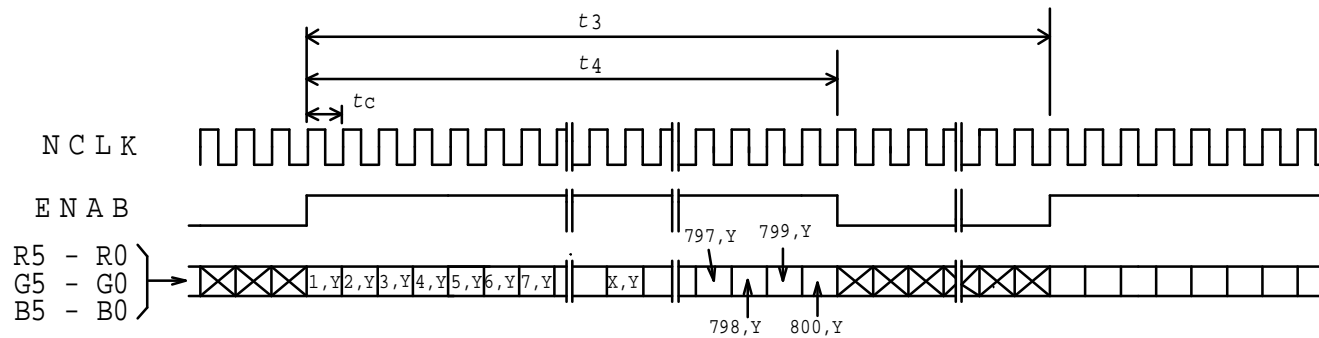 t3
t4
tc
NCLK
ENAB
797,Y 799,Y
R5 - R0
G5 - G0
B5 - B0
1,Y 2,Y 3,Y 4,Y 5,Y 6,Y 7,Y X,Y
798,Y 800,Y